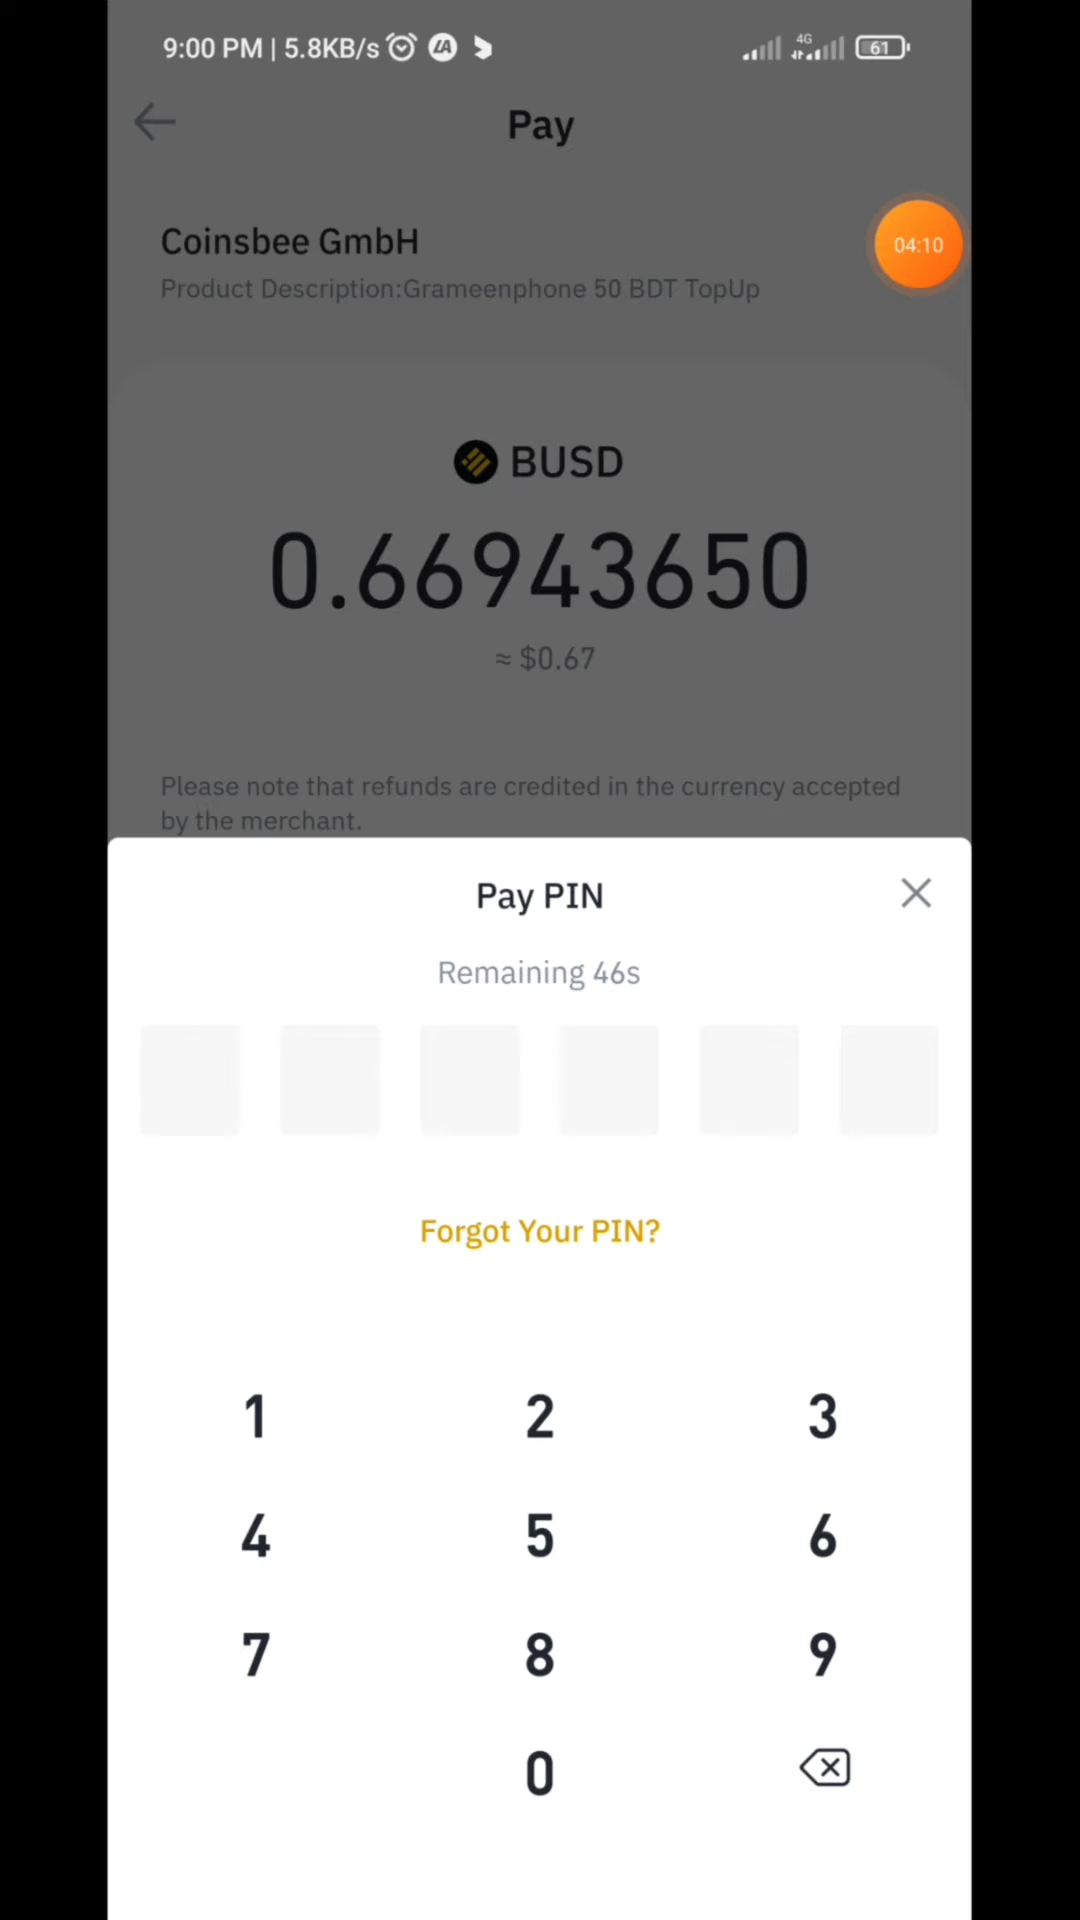 9:00 PM | 5.8KB/s
4G
61
Pay
Coinsbee GmbH
Product Description:Grameenphone 50 BDT TopUp
04:10
BUSD
0.66943650
≈ $0.67
Please note that refunds are credited in the currency accepted
by the merchant.
Pay PIN
Remaining 46s
Forgot Your PIN?
1 2 3
4 5 6
7 8 9
0